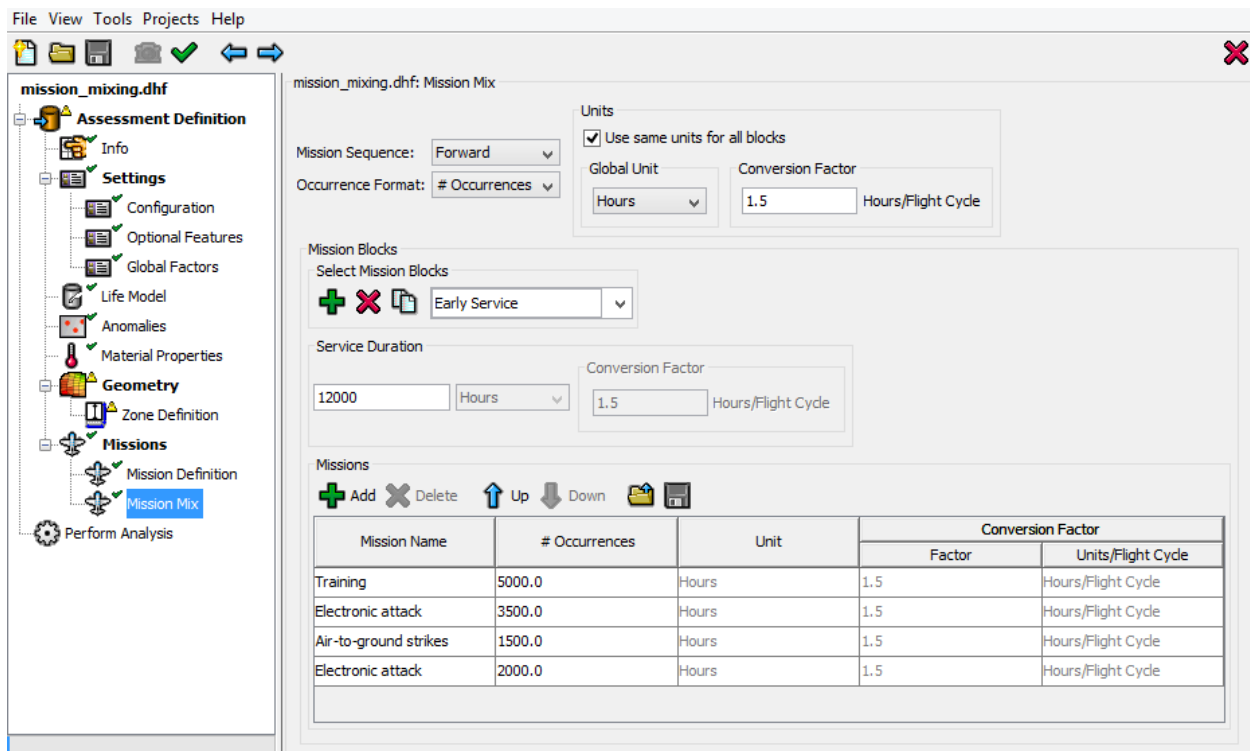 File View Tools Projects Help
mission_mixing.dhf
Assessment Definition
Info
Settings
Configuration
Optional Features
Global Factors
Life Model
Anomalies
Material Properties
Geometry
Zone Definition
Missions
Mission Definition
Mission Mix
Perform Analysis
mission_mixing.dhf: Mission Mix
Mission Sequence: Forward
Occurrence Format: # Occurrences
Units
Use same units for all blocks
Global Unit
Hours
Conversion Factor
1.5 Hours/Flight Cycle
Mission Blocks
Select Mission Blocks
Early Service
Service Duration
12000 Hours
Conversion Factor
1.5 Hours/Flight Cycle
Missions
Add Delete Up Down
Mission Name # Occurrences Unit Conversion Factor
Factor Units/Flight Cycle
Training 5000.0 Hours 1.5 Hours/Flight Cycle
Electronic attack 3500.0 Hours 1.5 Hours/Flight Cycle
Air-to-ground strikes 1500.0 Hours 1.5 Hours/Flight Cycle
Electronic attack 2000.0 Hours 1.5 Hours/Flight Cycle